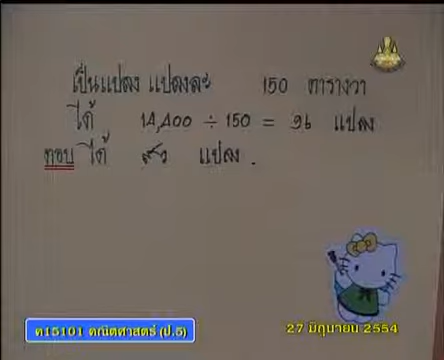 เป็นแปลง แปลงละ 150 ตารางวา
ได้ 14,400 ÷ 150 = 96 แปลง
ตอบ ได้ ๙๖ แปลง .
ค15101 คณิตศาสตร์ (ป.5)
27 มิถุนายน 2554